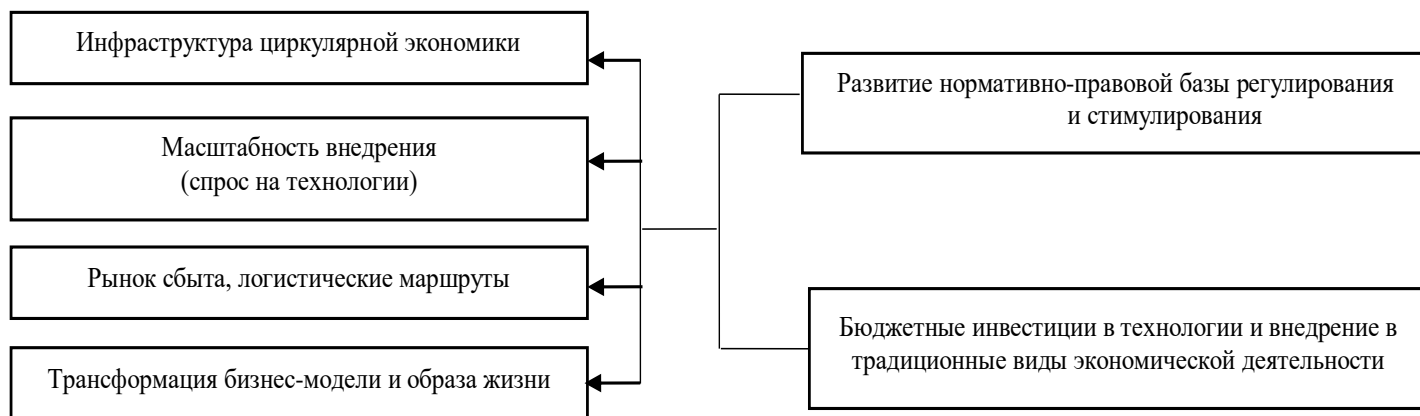 Инфраструктура циркулярной экономики
Масштабность внедрения
(спрос на технологии)
Рынок сбыта, логистические маршруты
Трансформация бизнес-модели и образа жизни
Развитие нормативно-правовой базы регулирования
и стимулирования
Бюджетные инвестиции в технологии и внедрение в
традиционные виды экономической деятельности